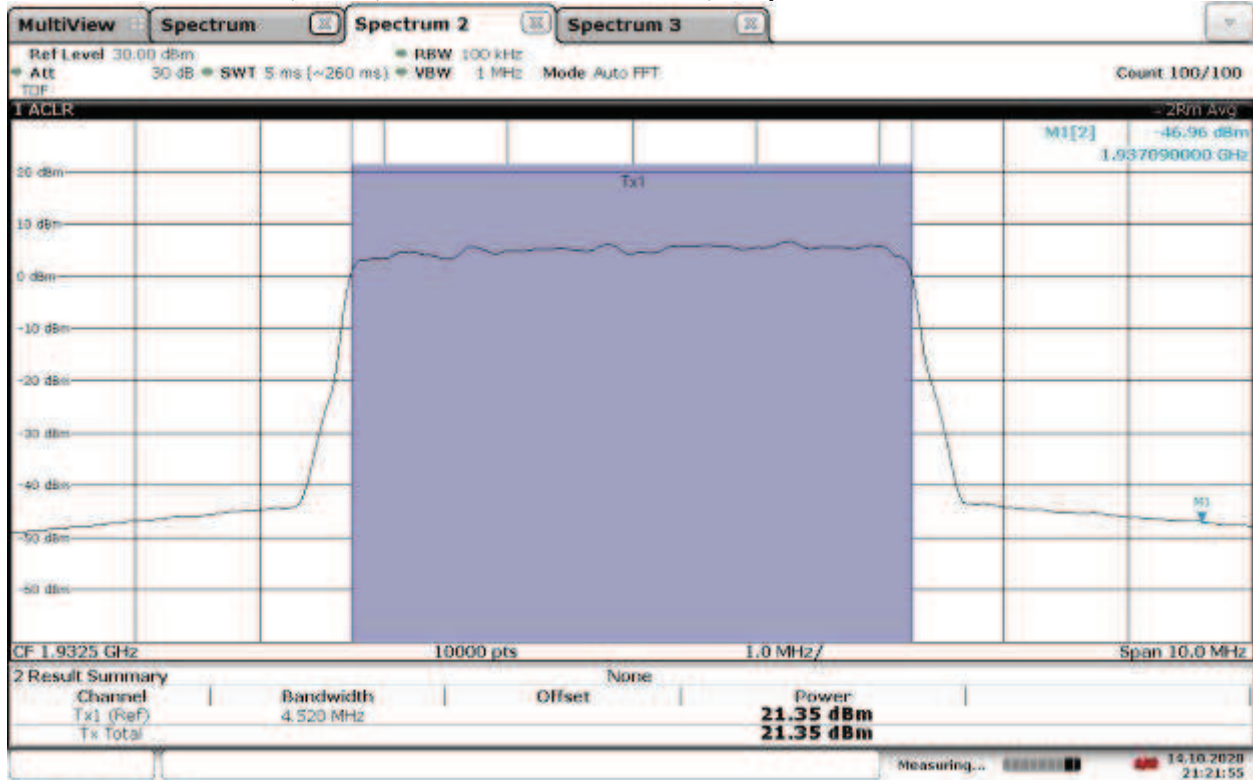 MultiView Spectrum Spectrum 2 Spectrum 3
Ref Level 30.00 dBm RBW 100 kHz
Att 30 dB SWT 5 ms (~260 ms) VBW 1 MHz Mode Auto FFT Count 100/100
TDF
1 ACLR 2Rm Avg
M1[2] -46.96 dBm
1.937090000 GHz
20 dBm
Tx1
10 dBm
0 dBm
-10 dBm
-20 dBm
-30 dBm
-40 dBm
M1
-50 dBm
-60 dBm
CF 1.9325 GHz 10000 pts 1.0 MHz/ Span 10.0 MHz
2 Result Summary None
Channel Bandwidth Offset Power
Tx1 (Ref) 4.520 MHz 21.35 dBm
Tx Total 21.35 dBm
Measuring... 14.10.2020
21:21:55